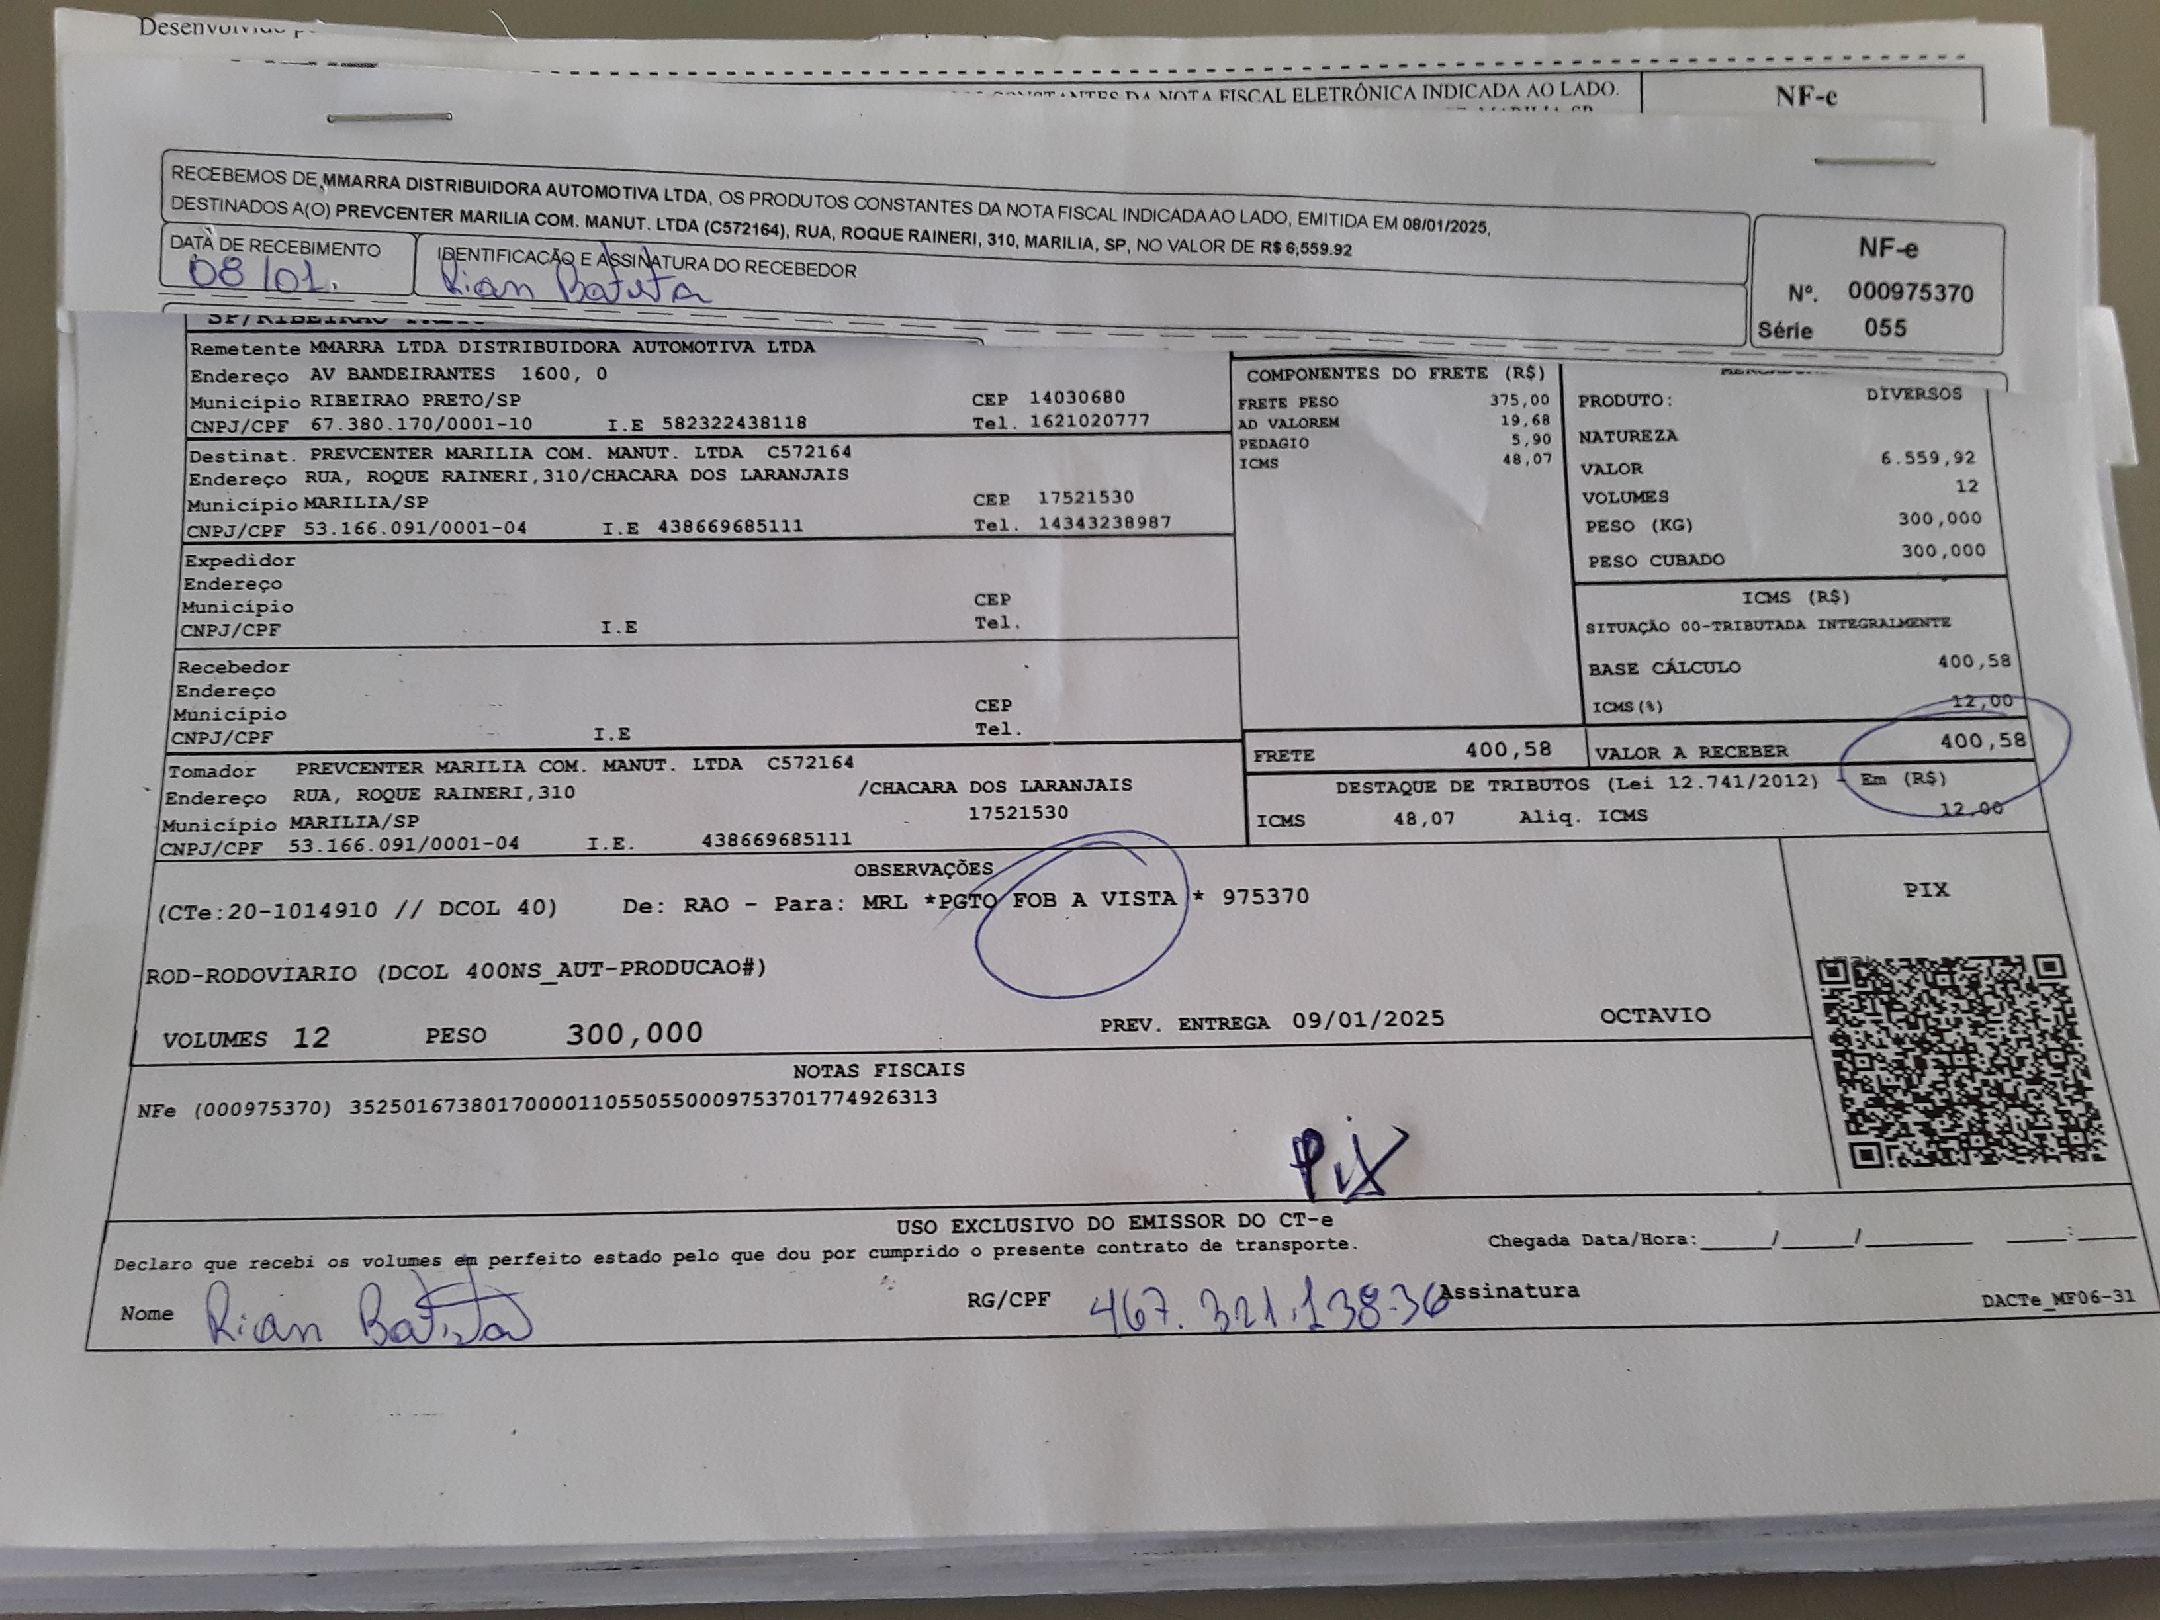 NF-e
CONSTANTES DA NOTA FISCAL ELETRÔNICA INDICADA AO LADO.
RECEBEMOS DE MMARRA DISTRIBUIDORA AUTOMOTIVA LTDA, OS PRODUTOS CONSTANTES DA NOTA FISCAL INDICADA AO LADO, EMITIDA EM 08/01/2025,
DESTINADOS A(O) PREVCENTER MARILIA COM. MANUT. LTDA (C572164), RUA, ROQUE RAINERI, 310, MARILIA, SP, NO VALOR DE R$ 6,559.92
DATA DE RECEBIMENTO
08/01.
IDENTIFICAÇÃO E ASSINATURA DO RECEBEDOR
Rian Batista
NF-e
Nº. 000975370
Série 055
SP/RIBEIRAO PRETO
Remetente MMARRA LTDA DISTRIBUIDORA AUTOMOTIVA LTDA
Endereço AV BANDEIRANTES 1600, 0
Município RIBEIRAO PRETO/SP CEP 14030680
CNPJ/CPF 67.380.170/0001-10 I.E 582322438118 Tel. 1621020777
Destinat. PREVCENTER MARILIA COM. MANUT. LTDA C572164
Endereço RUA, ROQUE RAINERI,310/CHACARA DOS LARANJAIS
Município MARILIA/SP CEP 17521530
CNPJ/CPF 53.166.091/0001-04 I.E 438669685111 Tel. 14343238987
Expedidor
Endereço
Município CEP
CNPJ/CPF I.E Tel.
Recebedor
Endereço
Município CEP
CNPJ/CPF I.E Tel.
Tomador PREVCENTER MARILIA COM. MANUT. LTDA C572164
Endereço RUA, ROQUE RAINERI,310 /CHACARA DOS LARANJAIS
Município MARILIA/SP 17521530
CNPJ/CPF 53.166.091/0001-04 I.E. 438669685111
COMPONENTES DO FRETE (R$)
FRETE PESO 375,00
AD VALOREM 19,68
PEDAGIO 5,90
ICMS 48,07
PRODUTO: DIVERSOS
NATUREZA
VALOR 6.559,92
VOLUMES 12
PESO (KG) 300,000
PESO CUBADO 300,000
ICMS (R$)
SITUAÇÃO 00-TRIBUTADA INTEGRALMENTE
BASE CÁLCULO 400,58
ICMS(%) 12,00
FRETE 400,58 VALOR A RECEBER 400,58
DESTAQUE DE TRIBUTOS (Lei 12.741/2012) - Em (R$)
ICMS 48,07 Aliq. ICMS 12,00
OBSERVAÇÕES
(CTe:20-1014910 // DCOL 40) De: RAO - Para: MRL *PGTO FOB A VISTA * 975370
ROD-RODOVIARIO (DCOL 400NS_AUT-PRODUCAO#)
VOLUMES 12 PESO 300,000 PREV. ENTREGA 09/01/2025 OCTAVIO
PIX
NOTAS FISCAIS
NFe (000975370) 35250167380170000110550550009753701774926313
Pix
USO EXCLUSIVO DO EMISSOR DO CT-e
Declaro que recebi os volumes em perfeito estado pelo que dou por cumprido o presente contrato de transporte. Chegada Data/Hora:_____/_____/_______ ____:____
Nome Rian Batista RG/CPF 467.321.138-36 Assinatura
DACTe_MF06-31